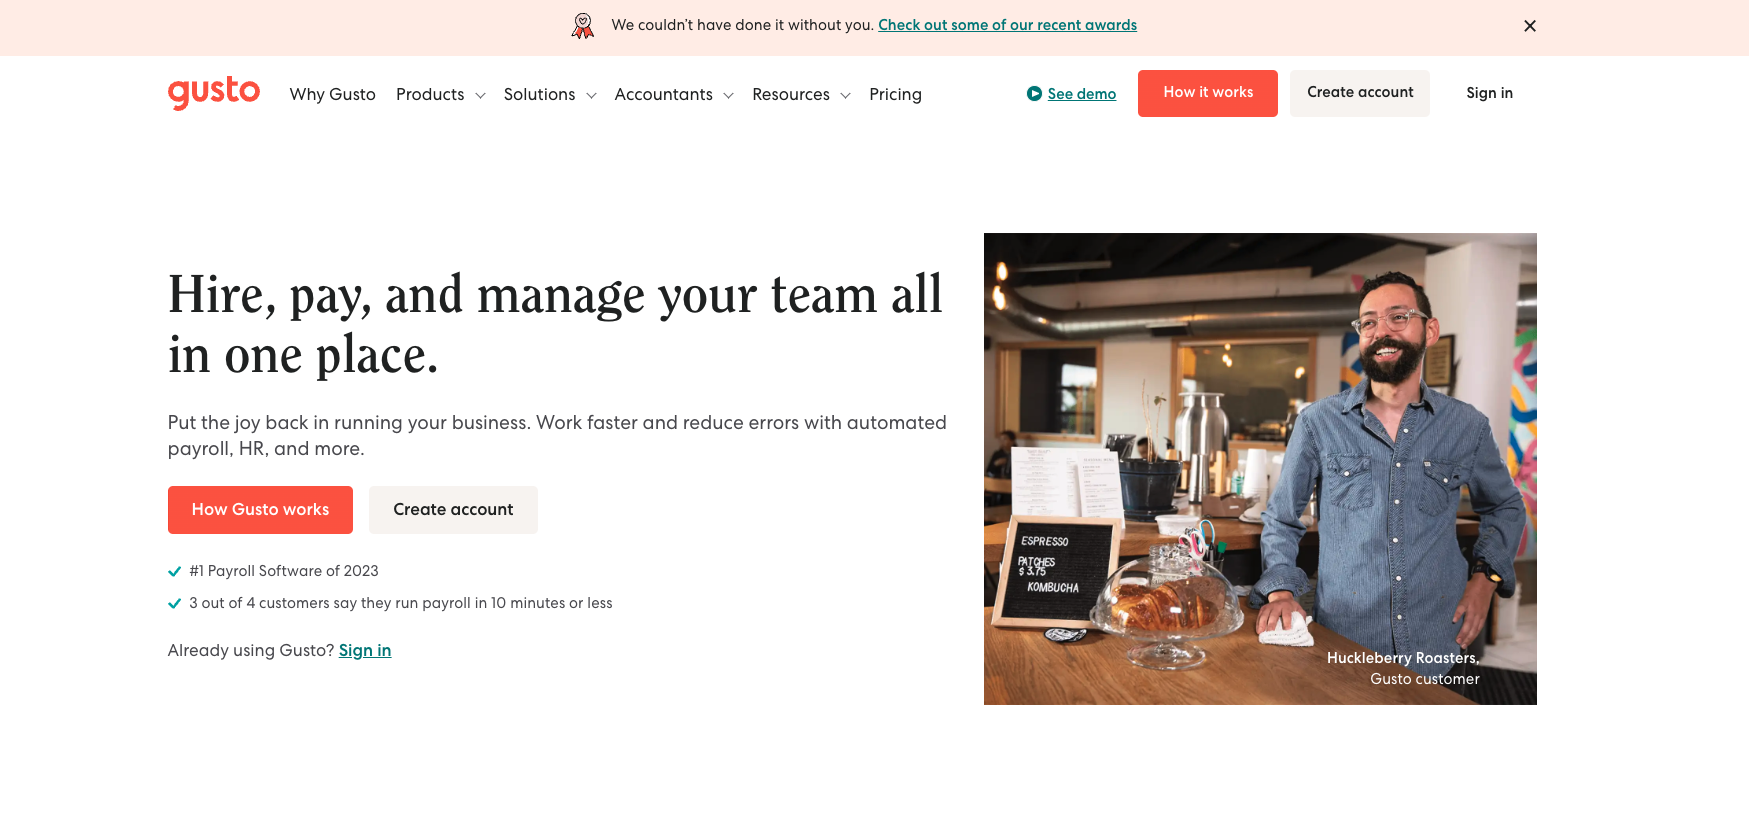 We couldn't have done it without you. Check out some of our recent awards
gusto
Why Gusto
Products
Solutions
Accountants
Resources
Pricing
See demo
How it works
Create account
Sign in
Hire, pay, and manage your team all
in one place.
Put the joy back in running your business. Work faster and reduce errors with automated
payroll, HR, and more.
How Gusto works
Create account
#1 Payroll Software of 2023
3 out of 4 customers say they run payroll in 10 minutes or less
Already using Gusto? Sign in
ESPRESSO
PATCHES
$3.75
KOMBUCHA
Huckleberry Roasters,
Gusto customer